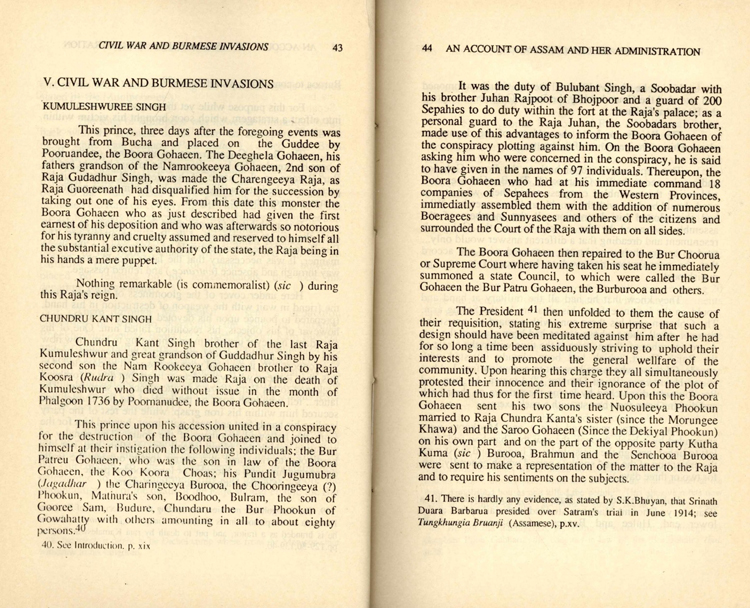 CIVIL WAR AND BURMESE INVASIONS 43
V. CIVIL WAR AND BURMESE INVASIONS
KUMULESHWUREE SINGH
This prince, three days after the foregoing events was
brought from Bucha and placed on the Guddee by
Pooruandee, the Boora Gohaeen. The Deeghela Gohaeen, his
fathers grandson of the Namrookeeya Gohaeen, 2nd son of
Raja Gudadhur Singh, was made the Charengeeya Raja, as
Raja Guoreenath had disqualified him for the succession by
taking out one of his eyes. From this date this monster the
Boora Gohaeen who as just described had given the first
earnest of his deposition and who was afterwards so notorious
for his tyranny and cruelty assumed and reserved to himself all
the substantial excutive authority of the state, the Raja being in
his hands a mere puppet.
Nothing remarkable (is commemoralist) (sic ) during
this Raja's reign.
CHUNDRU KANT SINGH
Chundru Kant Singh brother of the last Raja
Kumuleshwur and great grandson of Guddadhur Singh by his
second son the Nam Rookeeya Gohaeen brother to Raja
Koosra (Rudra ) Singh was made Raja on the death of
Kumuleshwur who died without issue in the month of
Phalgoon 1736 by Poornanudee, the Boora Gohaeen.
This prince upon his accession united in a conspiracy
for the destruction of the Boora Gohaeen and joined to
himself at their instigation the following individuals; the Bur
Patreu Gohaeen, who was the son in law of the Boora
Gohaeen, the Koo Koora Choas; his Pundit Jugumubra
(Jagadhar ) the Charingeeya Burooa, the Chooringeeya (?)
Phookun, Mathura's son, Boodhoo, Bulram, the son of
Gooree Sam, Budure, Chundaru the Bur Phookun of
Gowahatty with others amounting in all to about eighty
persons.40
40. See Introduction, p. xix
44 AN ACCOUNT OF ASSAM AND HER ADMINISTRATION
It was the duty of Bulubant Singh, a Soobadar with
his brother Juhan Rajpoot of Bhojpoor and a guard of 200
Sepahies to do duty within the fort at the Raja's palace; as a
personal guard to the Raja Juhan, the Soobadars brother,
made use of this advantages to inform the Boora Gohaeen of
the conspiracy plotting against him. On the Boora Gohaeen
asking him who were concerned in the conspiracy, he is said
to have given in the names of 97 individuals. Thereupon, the
Boora Gohaeen who had at his immediate command 18
companies of Sepahees from the Western Provinces,
immediatly assembled them with the addition of numerous
Boeragees and Sunnyasees and others of the citizens and
surrounded the Court of the Raja with them on all sides.
The Boora Gohaeen then repaired to the Bur Choorua
or Supreme Court where having taken his seat he immediately
summoned a state Council, to which were called the Bur
Gohaeen the Bur Patru Gohaeen, the Burburooa and others.
The President 41 then unfolded to them the cause of
their requisition, stating his extreme surprise that such a
design should have been meditated against him after he had
for so long a time been assiduously striving to uphold their
interests and to promote the general wellfare of the
community. Upon hearing this charge they all simultaneously
protested their innocence and their ignorance of the plot of
which had thus for the first time heard. Upon this the Boora
Gohaeen sent his two sons the Nuosuleeya Phookun
married to Raja Chundra Kanta's sister (since the Morungee
Khawa) and the Saroo Gohaeen (Since the Dekiyal Phookun)
on his own part and on the part of the opposite party Kutha
Kuma (sic ) Burooa, Brahmun and the Senchooa Burooa
were sent to make a representation of the matter to the Raja
and to require his sentiments on the subjects.
41. There is hardly any evidence, as stated by S.K.Bhuyan, that Srinath
Duara Barbarua presided over Satram's trial in June 1914; see
Tungkhungia Bruanji (Assamese), p.xv.